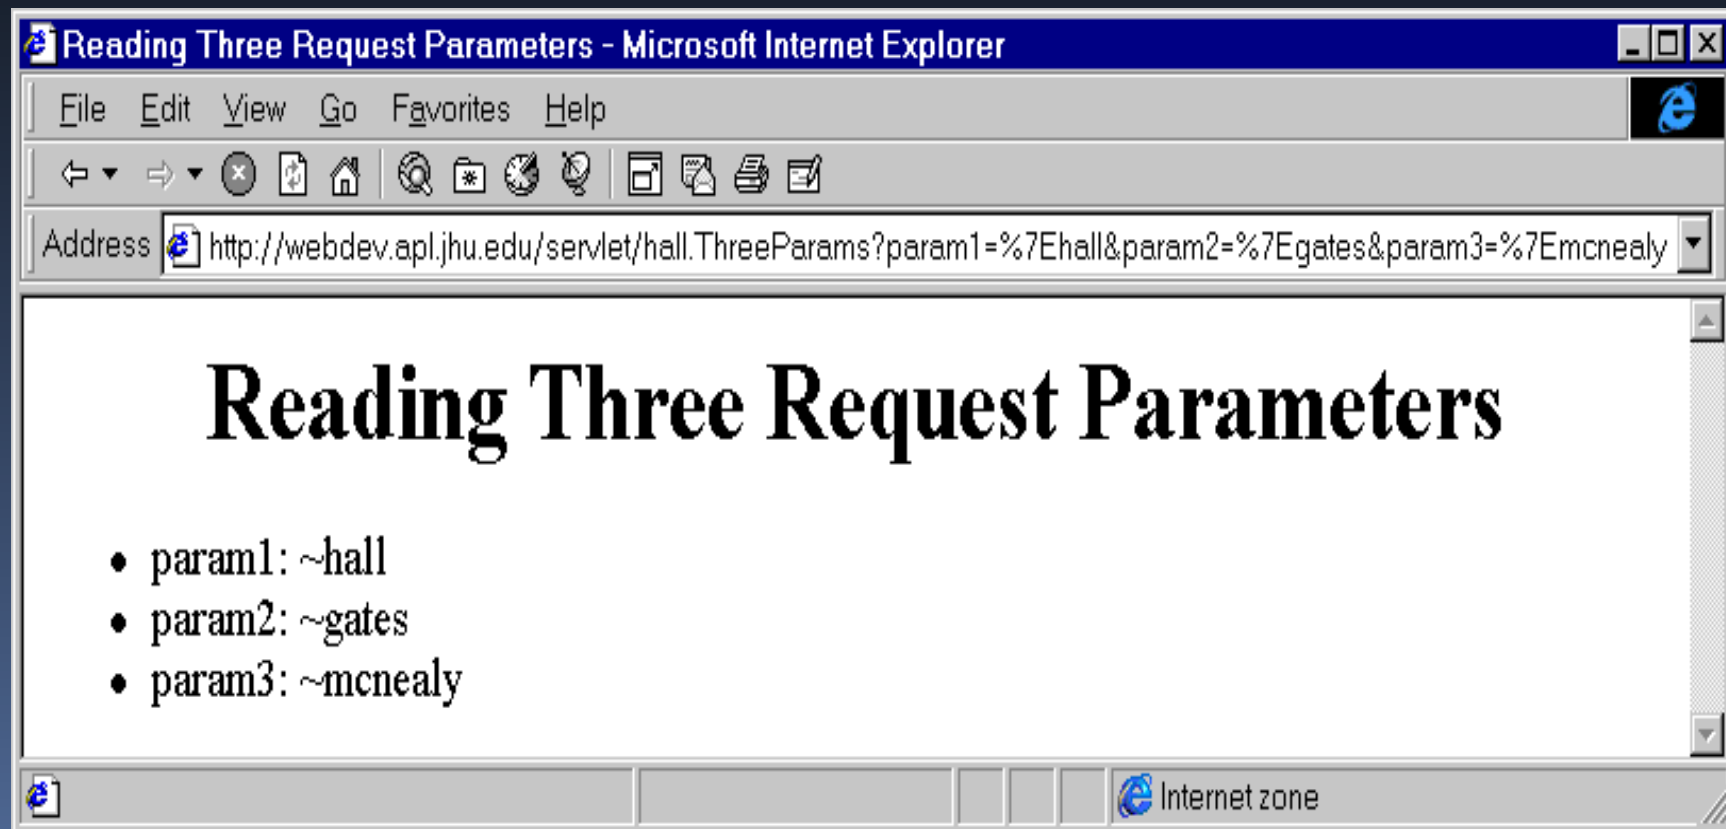 Reading Three Request Parameters - Microsoft Internet Explorer
File Edit View Go Favorites Help
Address http://webdev.apl.jhu.edu/servlet/hall.ThreeParams?param1=%7Ehall&param2=%7Egates&param3=%7Emcnealy
Reading Three Request Parameters
• param1: ~hall
• param2: ~gates
• param3: ~mcnealy
Internet zone